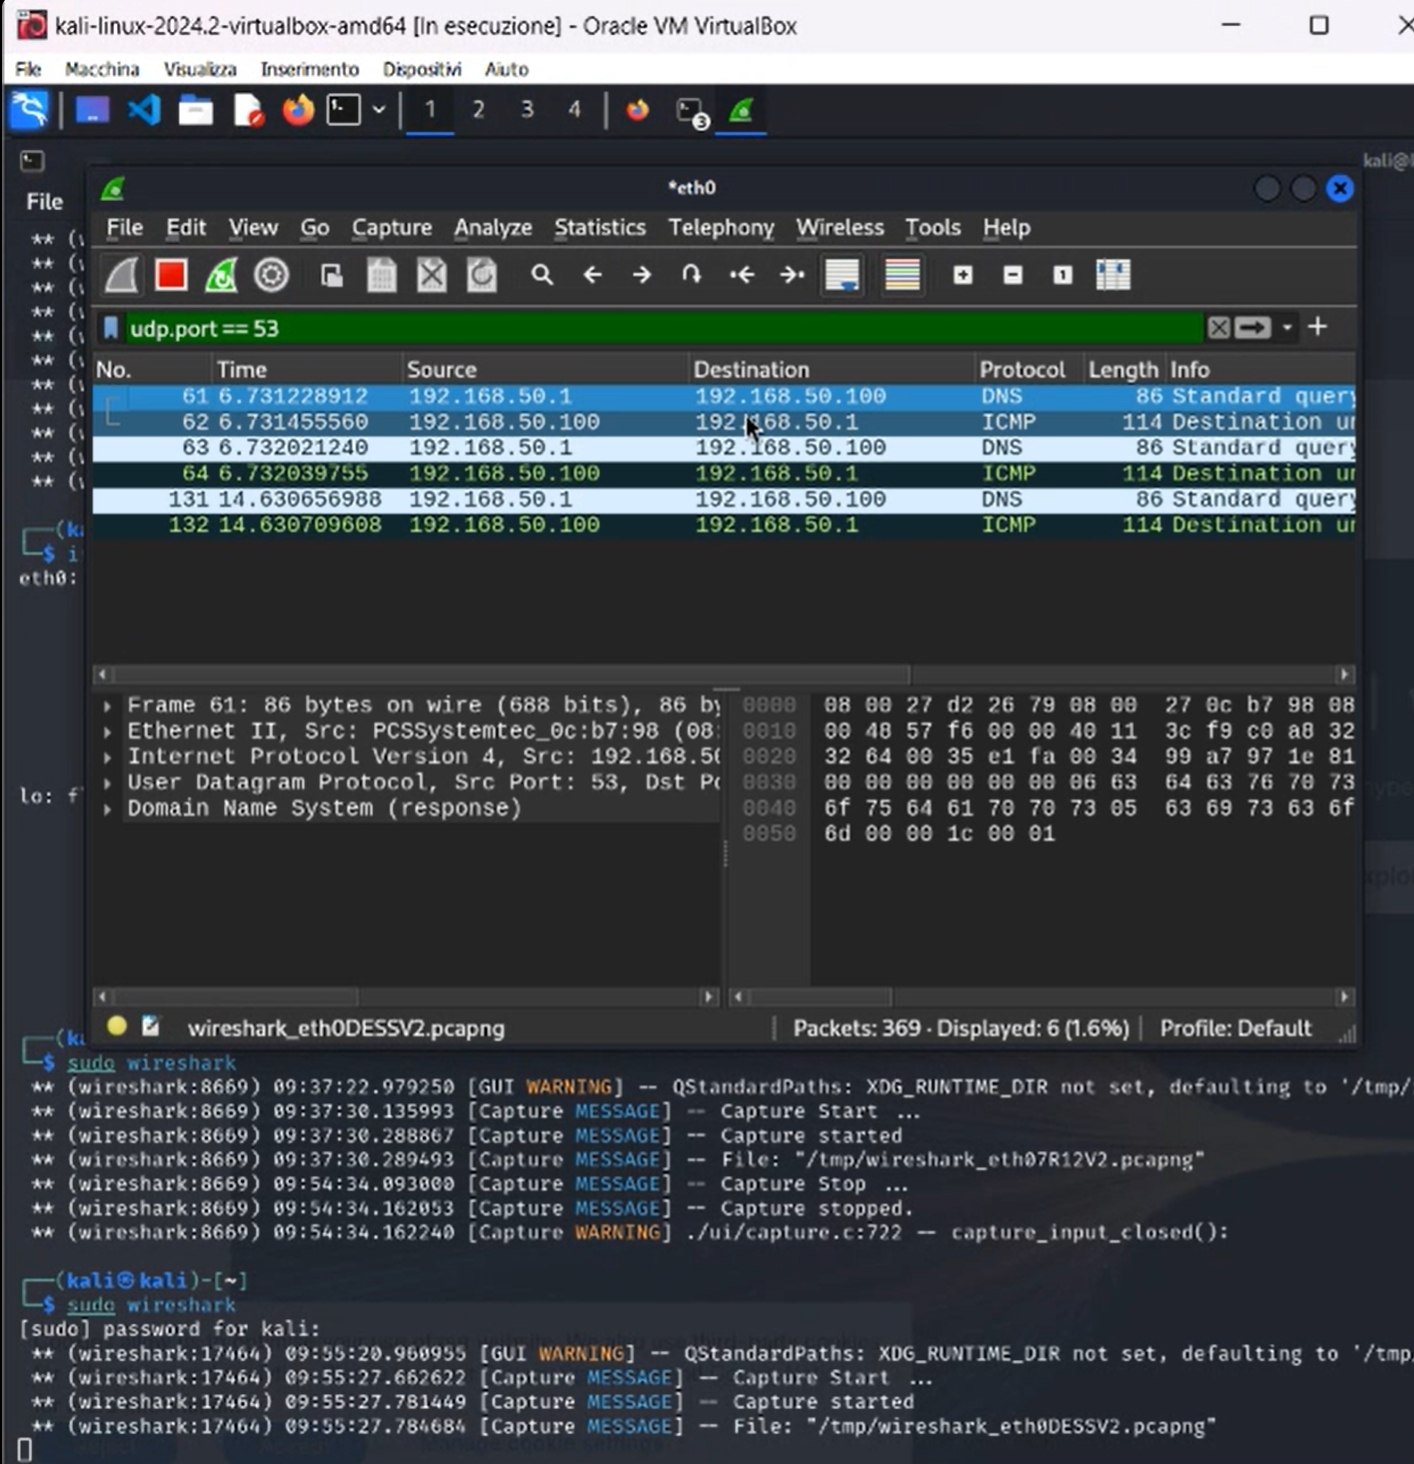 kali-linux-2024.2-virtualbox-amd64 [In esecuzione] - Oracle VM VirtualBox
File Macchina Visualizza Inserimento Dispositivi Aiuto
1 2 3 4 3
kali@
*eth0
File
File Edit View Go Capture Analyze Statistics Telephony Wireless Tools Help
** (
** (
** (
** (
** (
** (
** (
** (
** (
** (
** (
udp.port == 53
No. Time Source Destination Protocol Length Info
61 6.731228912 192.168.50.1 192.168.50.100 DNS 86 Standard query
62 6.731455560 192.168.50.100 192.168.50.1 ICMP 114 Destination un
63 6.732021240 192.168.50.1 192.168.50.100 DNS 86 Standard query
64 6.732039755 192.168.50.100 192.168.50.1 ICMP 114 Destination un
131 14.630656988 192.168.50.1 192.168.50.100 DNS 86 Standard query
132 14.630709608 192.168.50.100 192.168.50.1 ICMP 114 Destination un
(ka
$ i
eth0:
lo: f
Frame 61: 86 bytes on wire (688 bits), 86 by
Ethernet II, Src: PCSSystemtec_0c:b7:98 (08:
Internet Protocol Version 4, Src: 192.168.50
User Datagram Protocol, Src Port: 53, Dst Po
Domain Name System (response)
0000 08 00 27 d2 26 79 08 00 27 0c b7 98 08
0010 00 48 57 f6 00 00 40 11 3c f9 c0 a8 32
0020 32 64 00 35 e1 fa 00 34 99 a7 97 1e 81
0030 00 00 00 00 00 00 06 63 64 63 76 70 73
0040 6f 75 64 61 70 70 73 05 63 69 73 63 6f
0050 6d 00 00 1c 00 01
wireshark_eth0DESSV2.pcapng Packets: 369 · Displayed: 6 (1.6%) Profile: Default
(ka
$ sudo wireshark
** (wireshark:8669) 09:37:22.979250 [GUI WARNING] -- QStandardPaths: XDG_RUNTIME_DIR not set, defaulting to '/tmp/
** (wireshark:8669) 09:37:30.135993 [Capture MESSAGE] -- Capture Start ...
** (wireshark:8669) 09:37:30.288867 [Capture MESSAGE] -- Capture started
** (wireshark:8669) 09:37:30.289493 [Capture MESSAGE] -- File: "/tmp/wireshark_eth07R12V2.pcapng"
** (wireshark:8669) 09:54:34.093000 [Capture MESSAGE] -- Capture Stop ...
** (wireshark:8669) 09:54:34.162053 [Capture MESSAGE] -- Capture stopped.
** (wireshark:8669) 09:54:34.162240 [Capture WARNING] ./ui/capture.c:722 -- capture_input_closed():
(kali㉿kali)-[~]
$ sudo wireshark
[sudo] password for kali:
** (wireshark:17464) 09:55:20.960955 [GUI WARNING] -- QStandardPaths: XDG_RUNTIME_DIR not set, defaulting to '/tmp
** (wireshark:17464) 09:55:27.662622 [Capture MESSAGE] -- Capture Start ...
** (wireshark:17464) 09:55:27.781449 [Capture MESSAGE] -- Capture started
** (wireshark:17464) 09:55:27.784684 [Capture MESSAGE] -- File: "/tmp/wireshark_eth0DESSV2.pcapng"